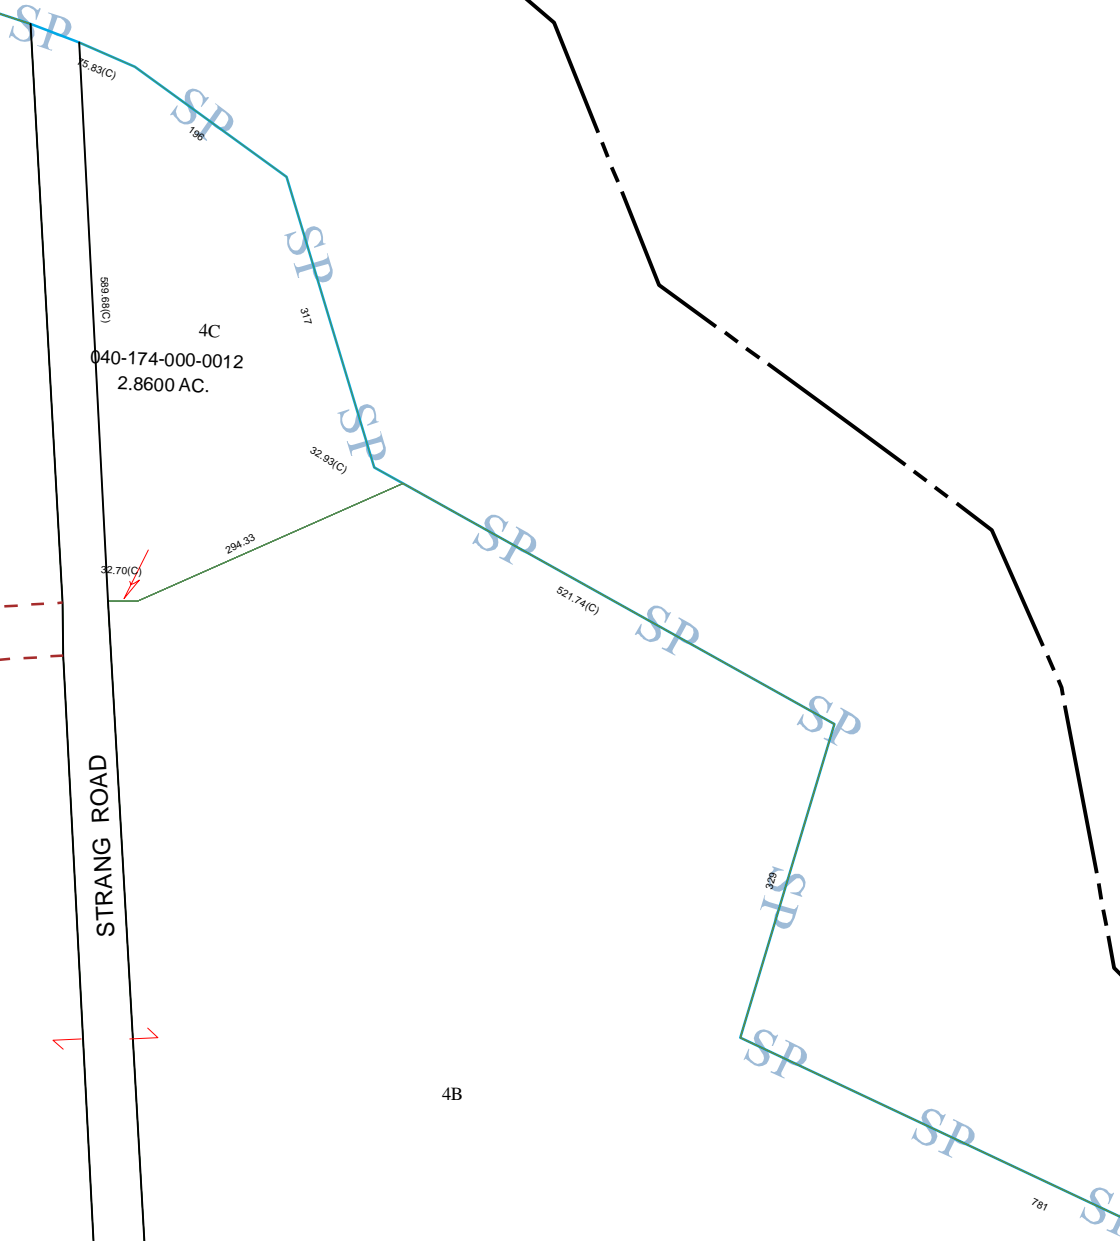 SP
75.83(C)
SP
196
SP
589.68(C)
317
4C
040-174-000-0012
2.8600 AC.
SP
32.93(C)
SP
294.33
32.70(C)
521.74(C)
SP
SP
STRANG ROAD
329
SP
SP
4B
SP
781
SP